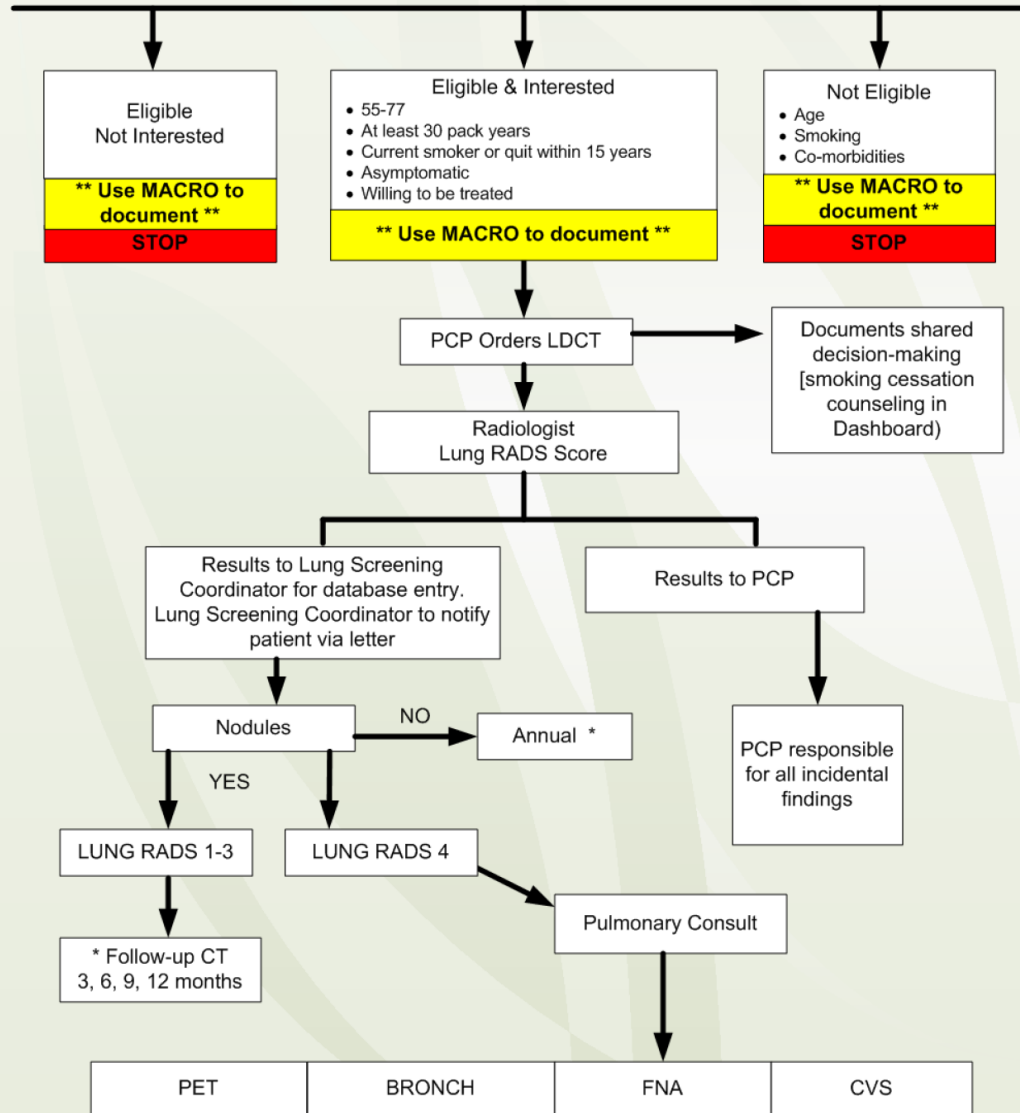 Eligible
Not Interested
** Use MACRO to
document **
STOP
Eligible & Interested
• 55-77
• At least 30 pack years
• Current smoker or quit within 15 years
• Asymptomatic
• Willing to be treated
** Use MACRO to document **
Not Eligible
• Age
• Smoking
• Co-morbidities
** Use MACRO to
document **
STOP
PCP Orders LDCT
Documents shared
decision-making
[smoking cessation
counseling in
Dashboard)
Radiologist
Lung RADS Score
Results to Lung Screening
Coordinator for database entry.
Lung Screening Coordinator to notify
patient via letter
Results to PCP
Nodules
NO
Annual *
PCP responsible
for all incidental
findings
YES
LUNG RADS 1-3
LUNG RADS 4
Pulmonary Consult
* Follow-up CT
3, 6, 9, 12 months
PET
BRONCH
FNA
CVS